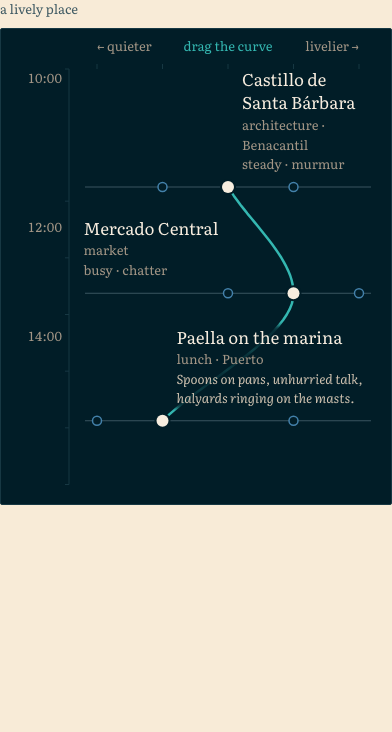 a lively place
← quieter drag the curve livelier →
10:00
Castillo de
Santa Bárbara
architecture ·
Benacantil
steady · murmur
12:00
Mercado Central
market
busy · chatter
14:00
Paella on the marina
lunch · Puerto
Spoons on pans, unhurried talk,
halyards ringing on the masts.